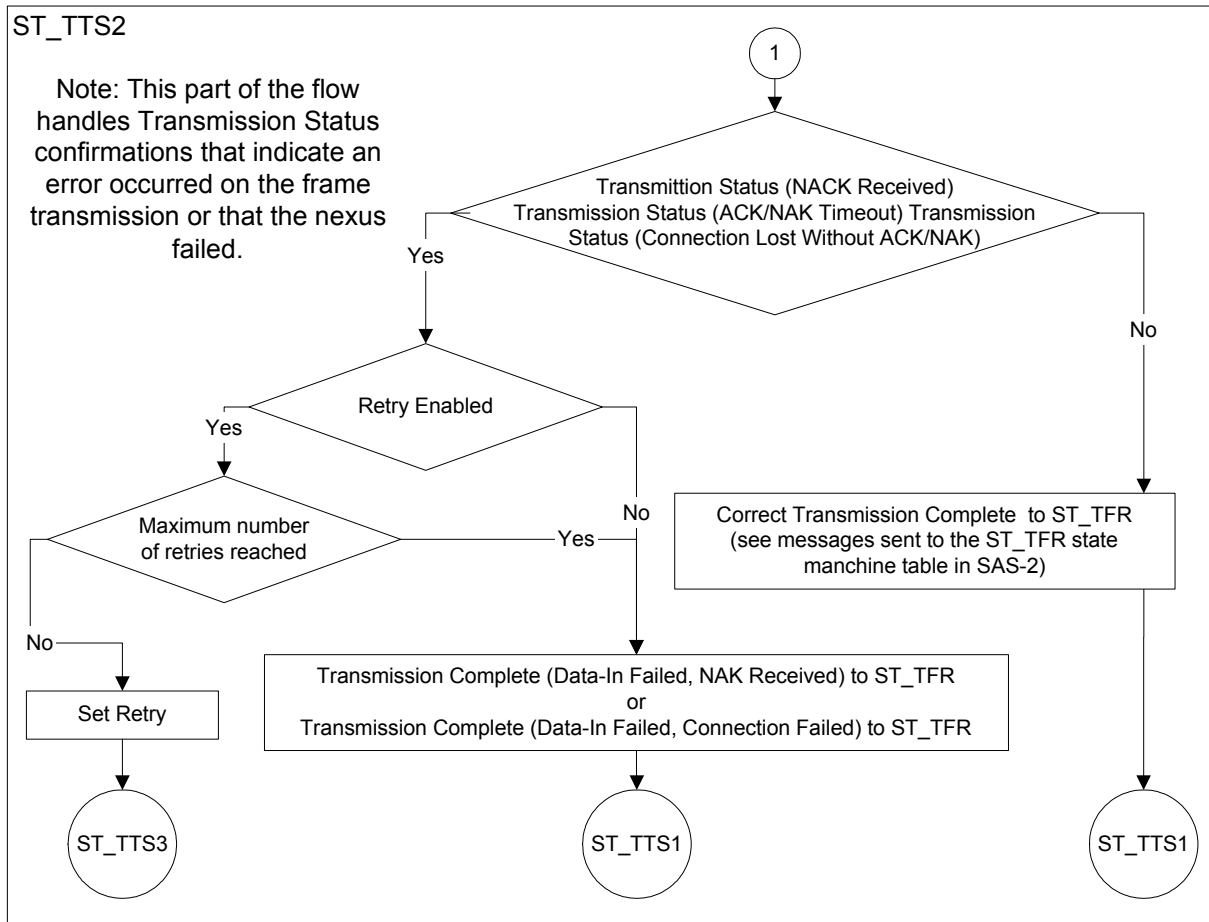 ST_TTS2
1
Note: This part of the flow
handles Transmission Status
confirmations that indicate an
error occurred on the frame
transmission or that the nexus
failed.
Transmittion Status (NACK Received)
Transmission Status (ACK/NAK Timeout) Transmission
Status (Connection Lost Without ACK/NAK)
Yes
No
Retry Enabled
Yes
No
Maximum number
of retries reached
Yes
No
Correct Transmission Complete to ST_TFR
(see messages sent to the ST_TFR state
manchine table in SAS-2)
Set Retry
Transmission Complete (Data-In Failed, NAK Received) to ST_TFR
or
Transmission Complete (Data-In Failed, Connection Failed) to ST_TFR
ST_TTS3
ST_TTS1
ST_TTS1